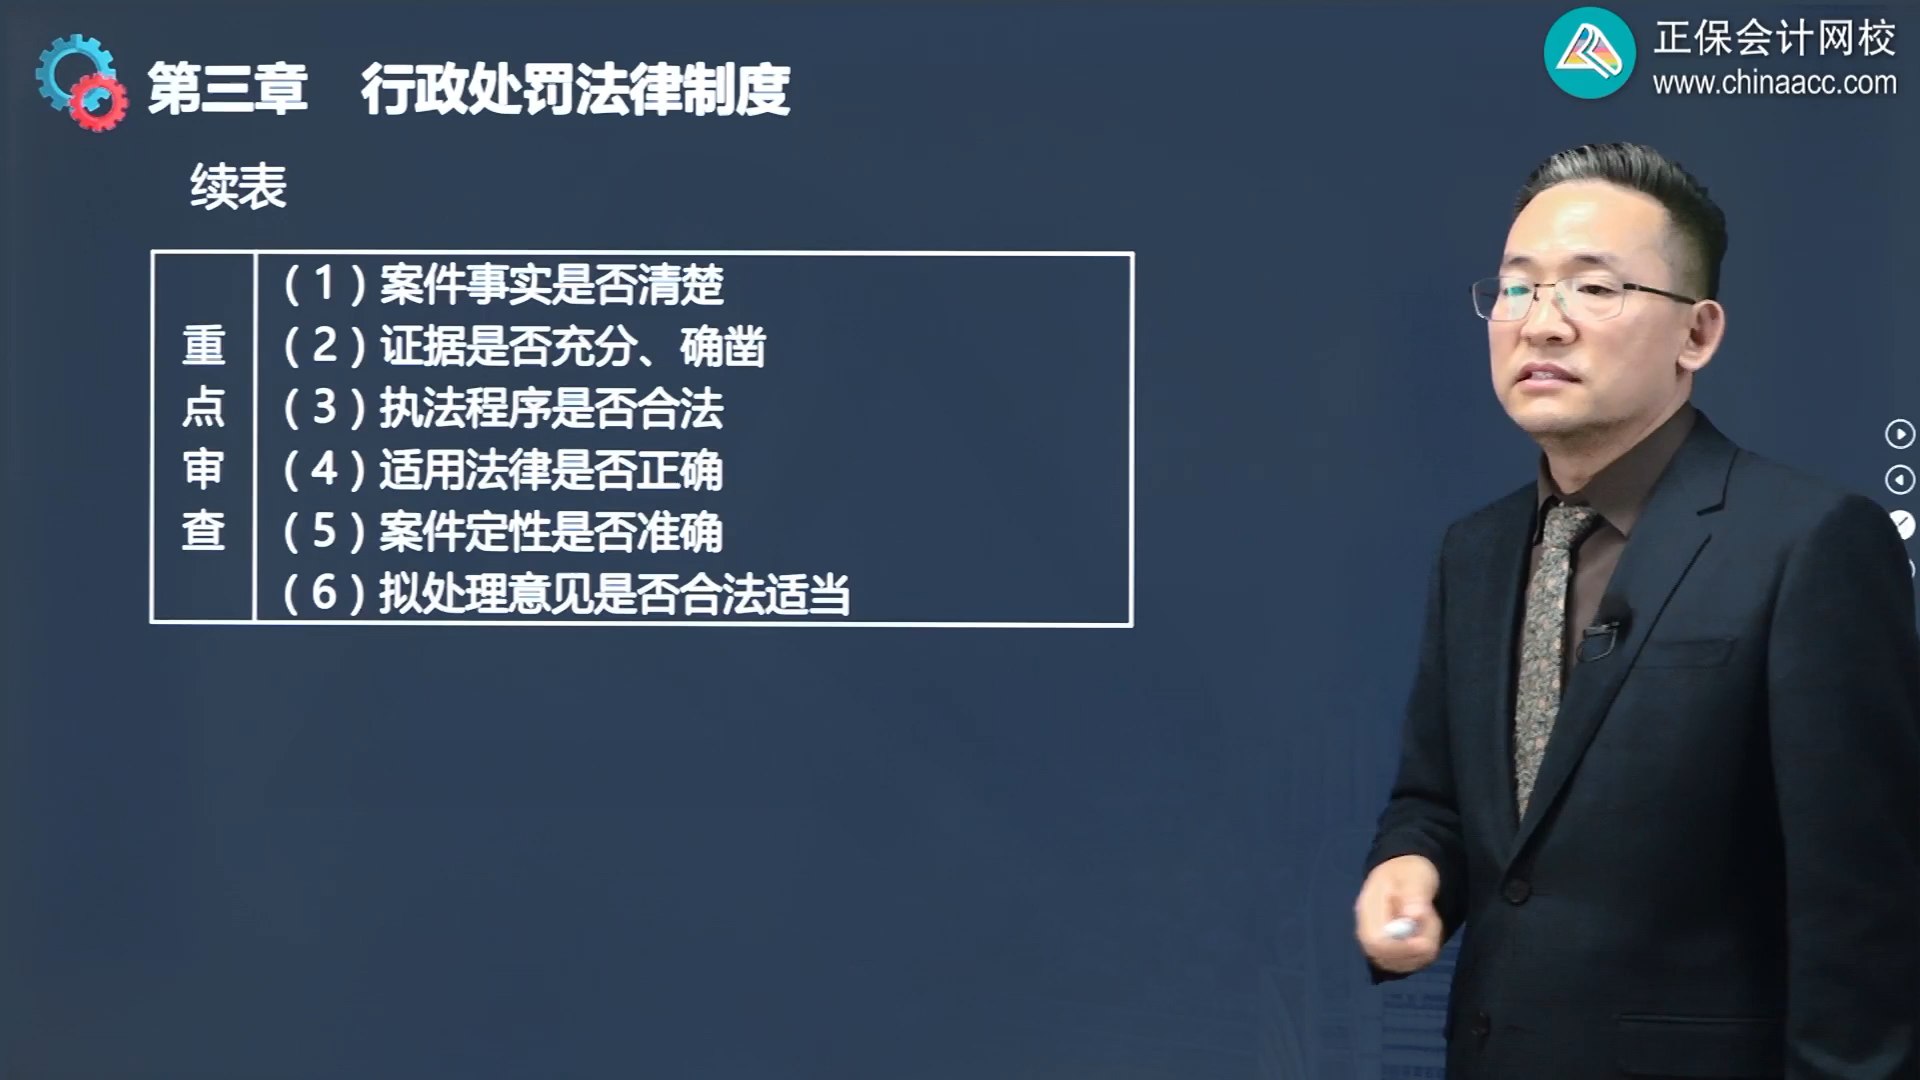 正保会计网校
www.chinaacc.com
第三章 行政处罚法律制度
续表
重点审查
（1）案件事实是否清楚
（2）证据是否充分、确凿
（3）执法程序是否合法
（4）适用法律是否正确
（5）案件定性是否准确
（6）拟处理意见是否合法适当